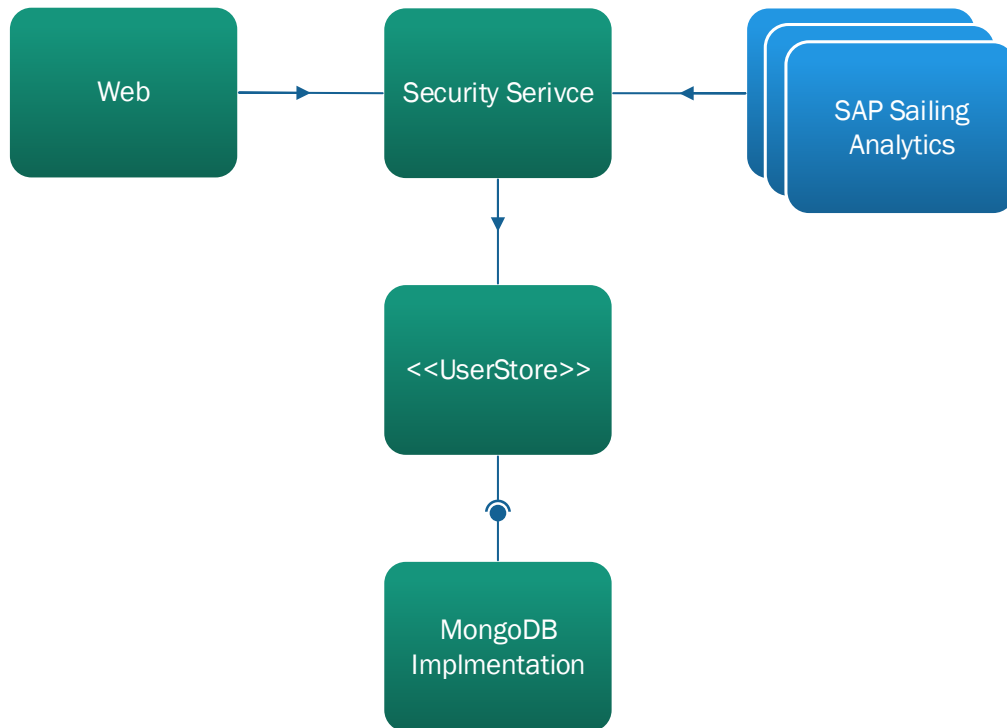 Web
Security Serivce
SAP Sailing
Analytics
<<UserStore>>
MongoDB
Implmentation